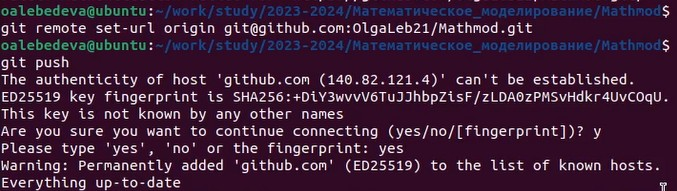 oalebedeva@ubuntu:~/work/study/2023-2024/Математическое_моделирование/Mathmod$
git remote set-url origin git@github.com:OlgaLeb21/Mathmod.git
oalebedeva@ubuntu:~/work/study/2023-2024/Математическое_моделирование/Mathmod$
git push
The authenticity of host 'github.com (140.82.121.4)' can't be established.
ED25519 key fingerprint is SHA256:+DiY3wvvV6TuJJhbpZisF/zLDA0zPMSvHdkr4UvCOqU.
This key is not known by any other names
Are you sure you want to continue connecting (yes/no/[fingerprint])? y
Please type 'yes', 'no' or the fingerprint: yes
Warning: Permanently added 'github.com' (ED25519) to the list of known hosts.
Everything up-to-date